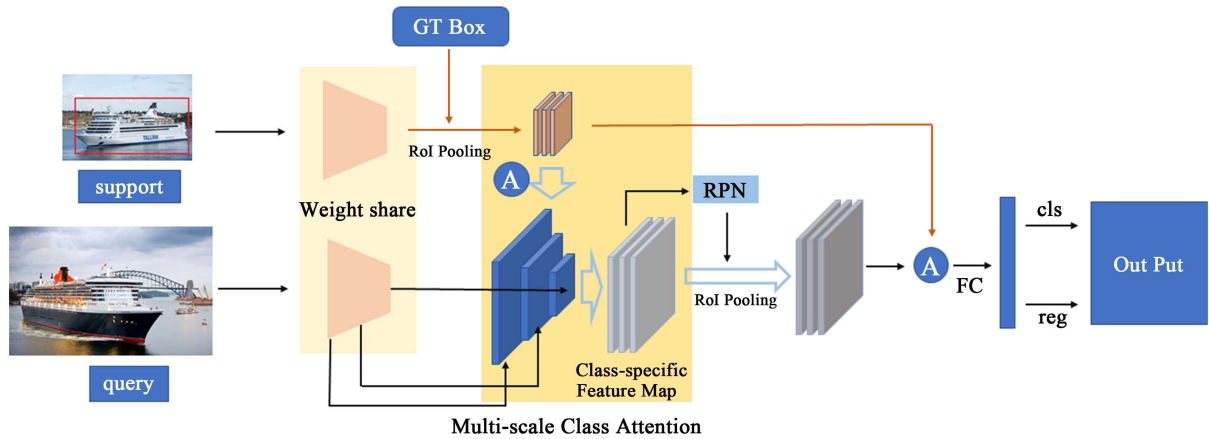 GT Box
TALLINK
support
RoI Pooling
A
Weight share
RPN
cls
A
FC
Out Put
RoI Pooling
reg
Class-specific
Feature Map
query
Multi-scale Class Attention